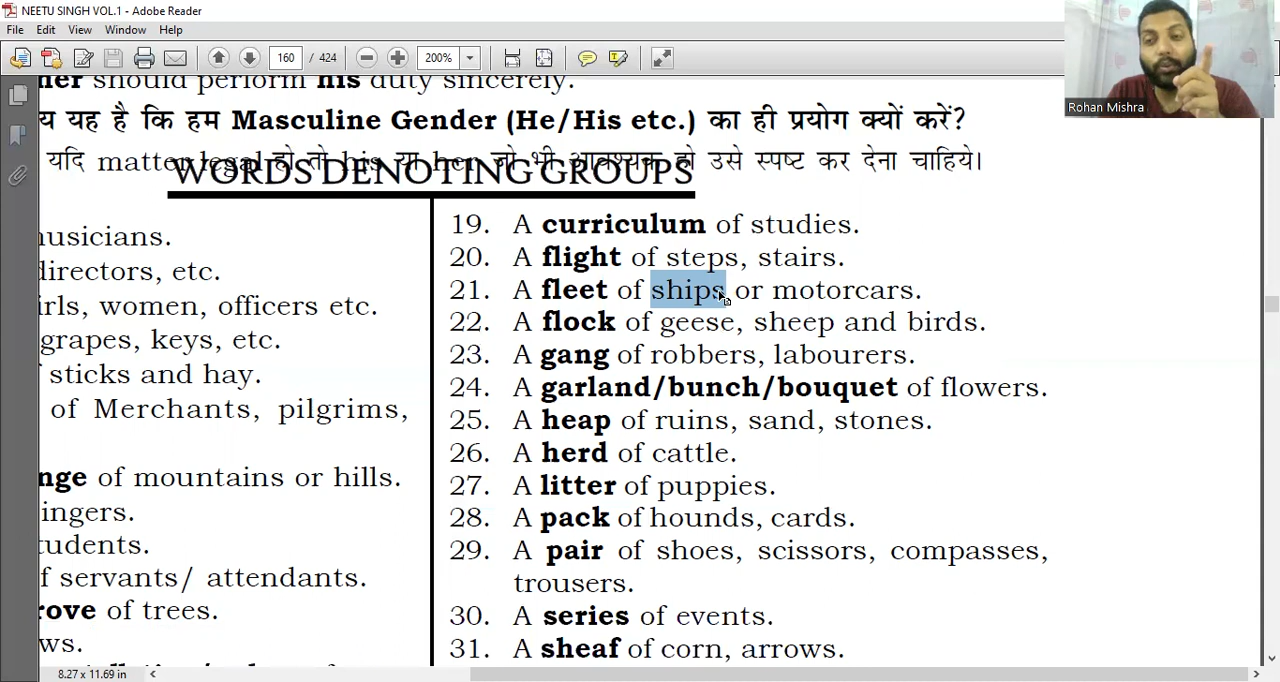 NEETU SINGH VOL.1 - Adobe Reader
File Edit View Window Help
160 / 424 200%
Rohan Mishra
her should perform his duty sincerely.
य यह है कि हम Masculine Gender (He/His etc.) का ही प्रयोग क्यों करें?
यदि matter legal हो तो his या her जो भी आवश्यक हो उसे स्पष्ट कर देना चाहिये।
WORDS DENOTING GROUPS
usicians.
directors, etc.
irls, women, officers etc.
grapes, keys, etc.
sticks and hay.
of Merchants, pilgrims,
nge of mountains or hills.
ingers.
tudents.
f servants/ attendants.
rove of trees.
ws.
19. A curriculum of studies.
20. A flight of steps, stairs.
21. A fleet of ships or motorcars.
22. A flock of geese, sheep and birds.
23. A gang of robbers, labourers.
24. A garland/bunch/bouquet of flowers.
25. A heap of ruins, sand, stones.
26. A herd of cattle.
27. A litter of puppies.
28. A pack of hounds, cards.
29. A pair of shoes, scissors, compasses,
trousers.
30. A series of events.
31. A sheaf of corn, arrows.
8.27 x 11.69 in